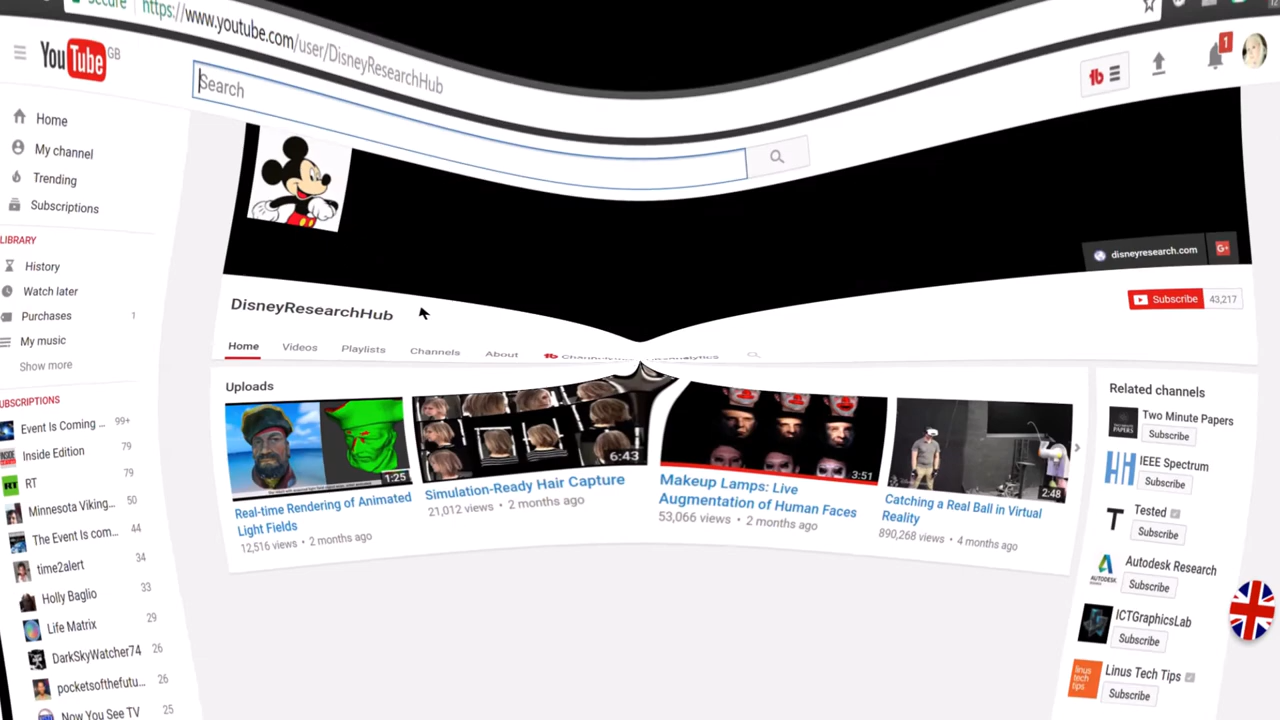 Secure https://www.youtube.com/user/DisneyResearchHub
YouTube GB
Search
1
Home
My channel
Trending
Subscriptions
LIBRARY
History
Watch later
Purchases 1
My music
Show more
SUBSCRIPTIONS
Event Is Coming ... 99+
Inside Edition 79
RT 79
Minnesota Viking... 50
The Event Is com... 44
time2alert 34
Holly Baglio 33
Life Matrix 29
DarkSkyWatcher74 26
pocketsofthefutu... 26
Now You See TV 25
disneyresearch.com
G+
DisneyResearchHub
Subscribe 43,217
Home Videos Playlists Channels About
Uploads
1:25
Real-time Rendering of Animated
Light Fields
12,516 views • 2 months ago
6:43
Simulation-Ready Hair Capture
21,012 views • 2 months ago
3:51
Makeup Lamps: Live
Augmentation of Human Faces
53,066 views • 2 months ago
2:48
Catching a Real Ball in Virtual
Reality
890,268 views • 4 months ago
Related channels
Two Minute Papers
Subscribe
IEEE Spectrum
Subscribe
Tested
Subscribe
Autodesk Research
Subscribe
ICTGraphicsLab
Subscribe
Linus Tech Tips
Subscribe